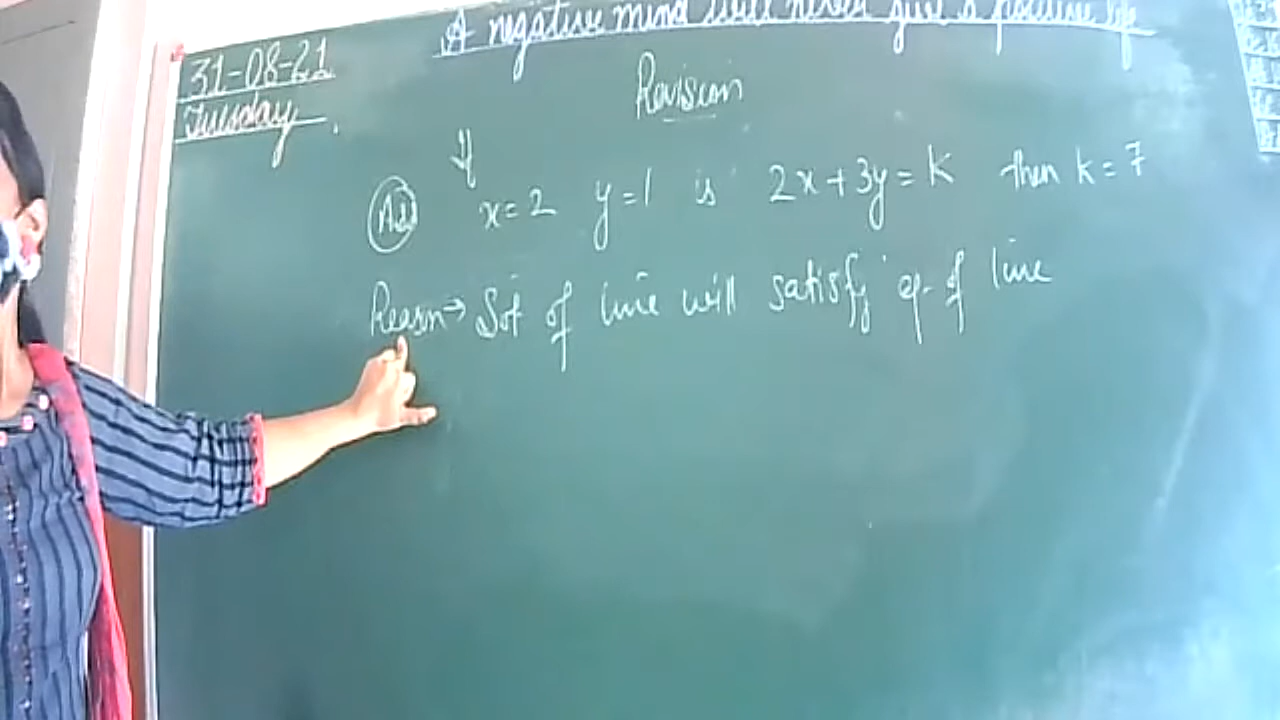 A negative mind will never give a positive life
31-08-21
Tuesday.
Revision
If
x=2 y=1 is 2x+3y=k then k=7
Reason→ Sol of line will satisfy eq. of line